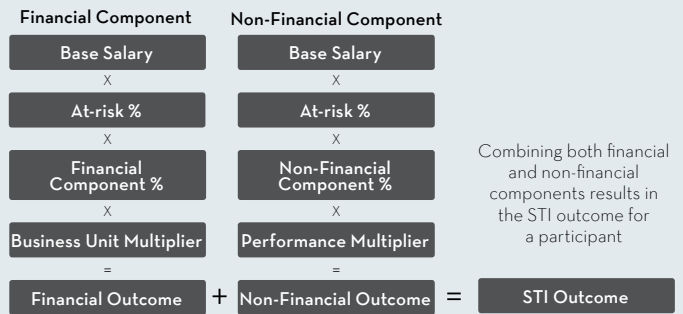 Financial Component
Base Salary
X
At-risk %
X
Financial
Component %
X
Business Unit Multiplier
=
Financial Outcome
+
Non-Financial Component
Base Salary
X
At-risk %
X
Non-Financial
Component %
X
Performance Multiplier
=
Non-Financial Outcome
=
Combining both financial
and non-financial
components results in
the STI outcome for
a participant
STI Outcome